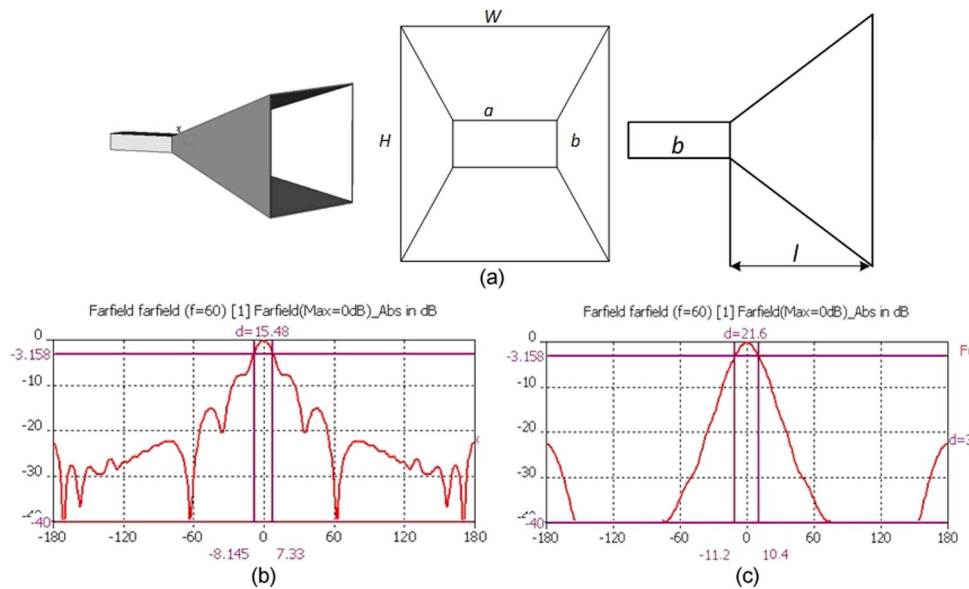 x
W
a
H
b
b
l
(a)
Farfield farfield (f=60) [1] Farfield(Max=0dB)_Abs in dB
d=15.48
0
-3.158
-10
-20
-30
-40
x
-180
-120
-60
0
60
120
180
-8.145
7.33
(b)
Farfield farfield (f=60) [1] Farfield(Max=0dB)_Abs in dB
d=21.6
0
-3.158
-10
-20
-30
-40
d=3
-180
-120
-60
0
60
120
180
-11.2
10.4
(c)